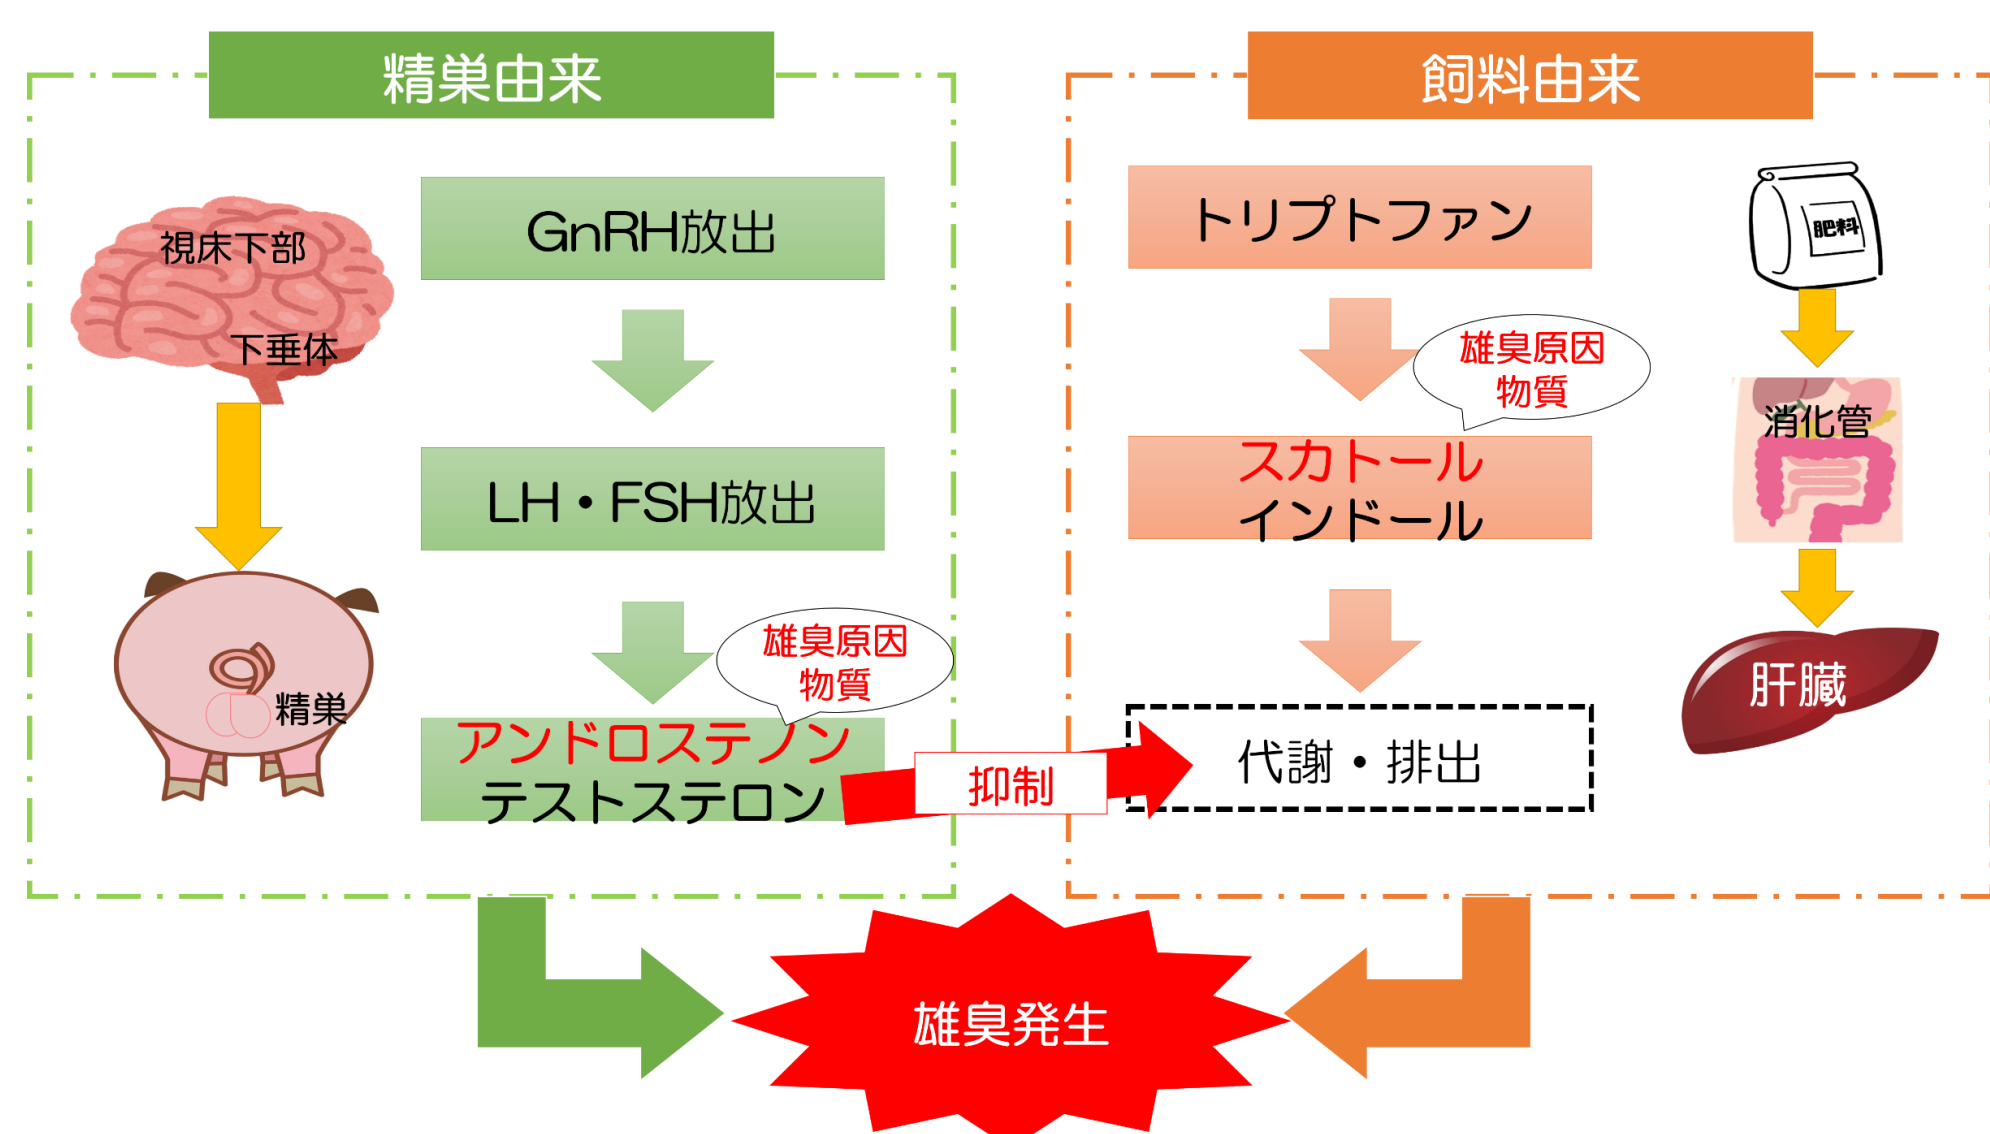 精巣由来
視床下部
下垂体
精巣
GnRH放出
LH・FSH放出
雄臭原因
物質
アンドロステノン
テストステロン
抑制
飼料由来
トリプトファン
雄臭原因
物質
スカトール
インドール
代謝・排出
肥料
消化管
肝臓
雄臭発生